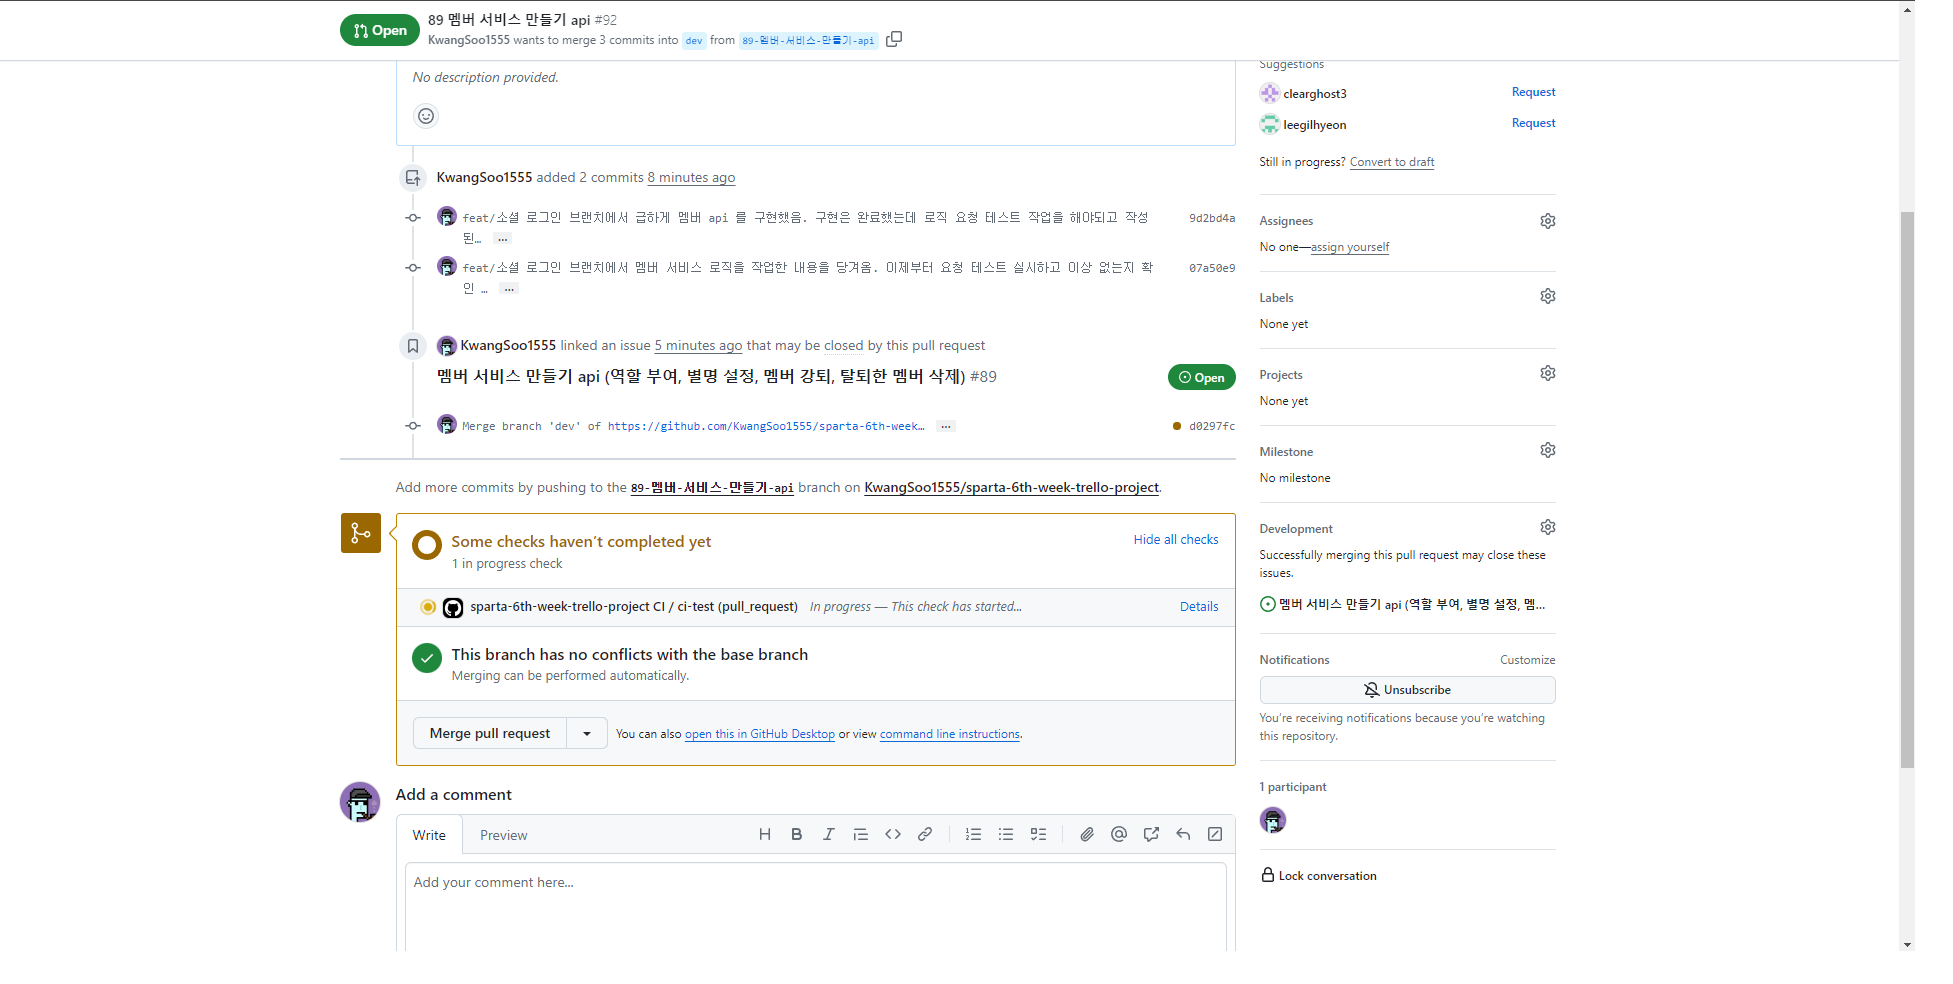 Open
89 멤버 서비스 만들기 api #92
KwangSoo1555 wants to merge 3 commits into dev from 89-멤버-서비스-만들기-api
No description provided.
KwangSoo1555 added 2 commits 8 minutes ago
feat/소셜 로그인 브랜치에서 급하게 멤버 api 를 구현했음. 구현은 완료했는데 로직 요청 테스트 작업을 해야되고 작성
된… ...
9d2bd4a
feat/소셜 로그인 브랜치에서 멤버 서비스 로직을 작업한 내용을 당겨옴. 이제부터 요청 테스트 실시하고 이상 없는지 확
인 … ...
07a50e9
KwangSoo1555 linked an issue 5 minutes ago that may be closed by this pull request
멤버 서비스 만들기 api (역할 부여, 별명 설정, 멤버 강퇴, 탈퇴한 멤버 삭제) #89
Open
Merge branch 'dev' of https://github.com/KwangSoo1555/sparta-6th-week… ...
d0297fc
Add more commits by pushing to the 89-멤버-서비스-만들기-api branch on KwangSoo1555/sparta-6th-week-trello-project.
Some checks haven’t completed yet
1 in progress check
Hide all checks
sparta-6th-week-trello-project CI / ci-test (pull_request) In progress — This check has started...
Details
This branch has no conflicts with the base branch
Merging can be performed automatically.
Merge pull request
You can also open this in GitHub Desktop or view command line instructions.
Add a comment
Write
Preview
Add your comment here...
Suggestions
clearghost3
Request
leegilhyeon
Request
Still in progress? Convert to draft
Assignees
No one—assign yourself
Labels
None yet
Projects
None yet
Milestone
No milestone
Development
Successfully merging this pull request may close these
issues.
멤버 서비스 만들기 api (역할 부여, 별명 설정, 멤...
Notifications
Customize
Unsubscribe
You’re receiving notifications because you’re watching
this repository.
1 participant
Lock conversation